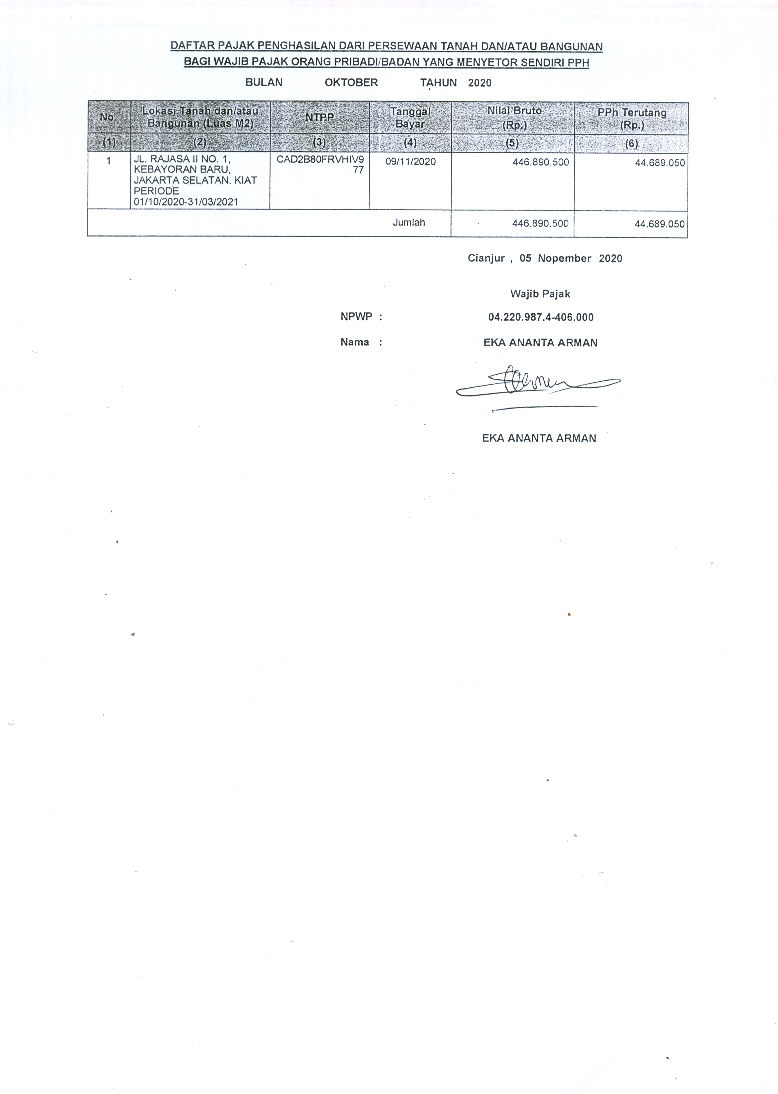 DAFTAR PAJAK PENGHASILAN DARI PERSEWAAN TANAH DAN/ATAU BANGUNAN
BAGI WAJIB PAJAK ORANG PRIBADI/BADAN YANG MENYETOR SENDIRI PPH
BULAN OKTOBER TAHUN 2020
No. Lokasi Tanah dan/atau Bangunan (Luas M2) NTPP Tanggal Bayar Nilai Bruto (Rp.) PPh Terutang (Rp.)
(1) (2) (3) (4) (5) (6)
1 JL. RAJASA II NO. 1, CAD2B80FRVHIV9 09/11/2020 446.890.500 44.689.050
KEBAYORAN BARU, 77
JAKARTA SELATAN. KIAT
PERIODE
01/10/2020-31/03/2021
Jumlah 446.890.500 44.689.050
Cianjur , 05 Nopember 2020
Wajib Pajak
NPWP : 04.220.987.4-406.000
Nama : EKA ANANTA ARMAN
EKA ANANTA ARMAN